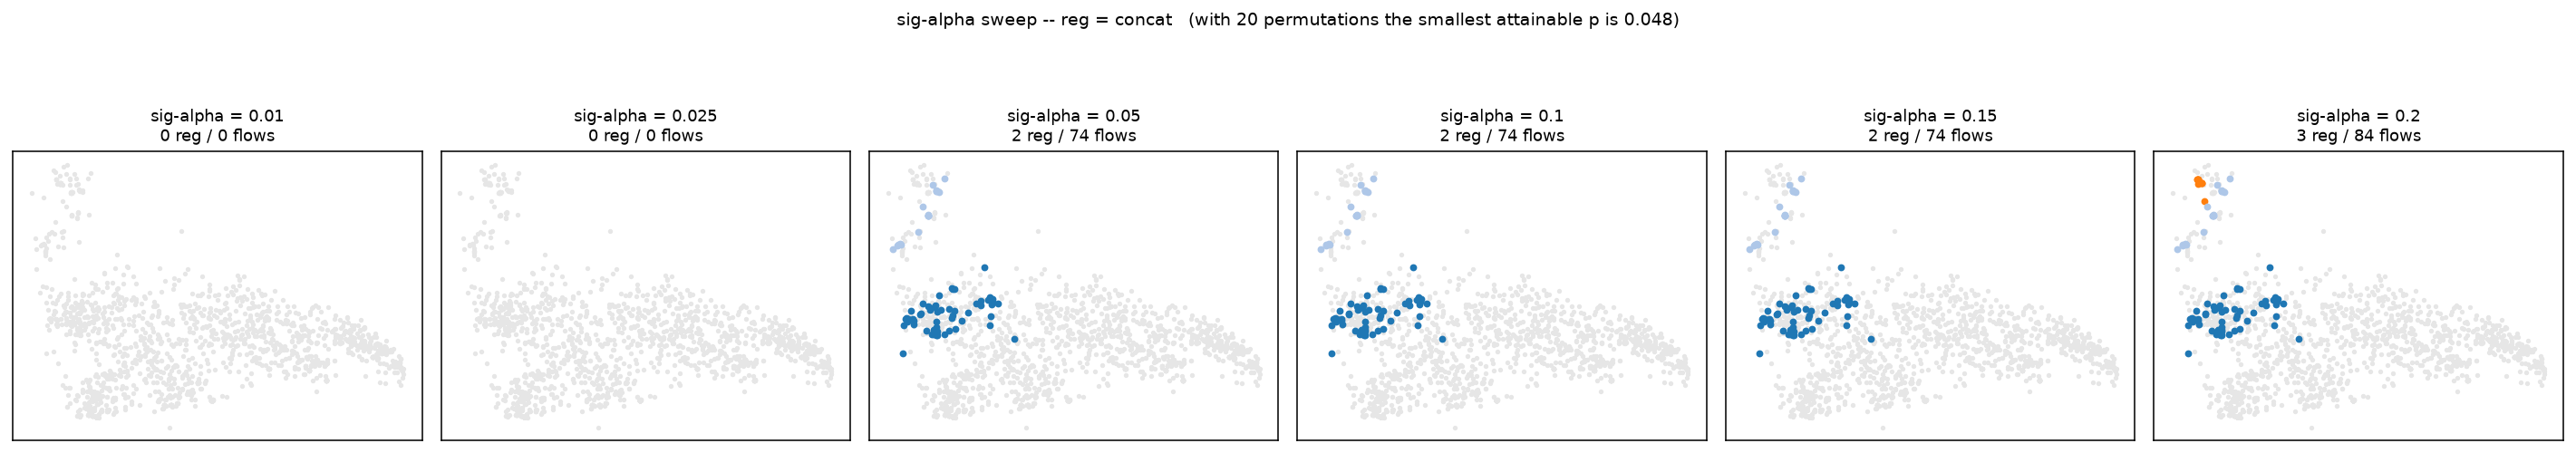 sig-alpha sweep -- reg = concat   (with 20 permutations the smallest attainable p is 0.048)
sig-alpha = 0.01
0 reg / 0 flows
sig-alpha = 0.025
0 reg / 0 flows
sig-alpha = 0.05
2 reg / 74 flows
sig-alpha = 0.1
2 reg / 74 flows
sig-alpha = 0.15
2 reg / 74 flows
sig-alpha = 0.2
3 reg / 84 flows